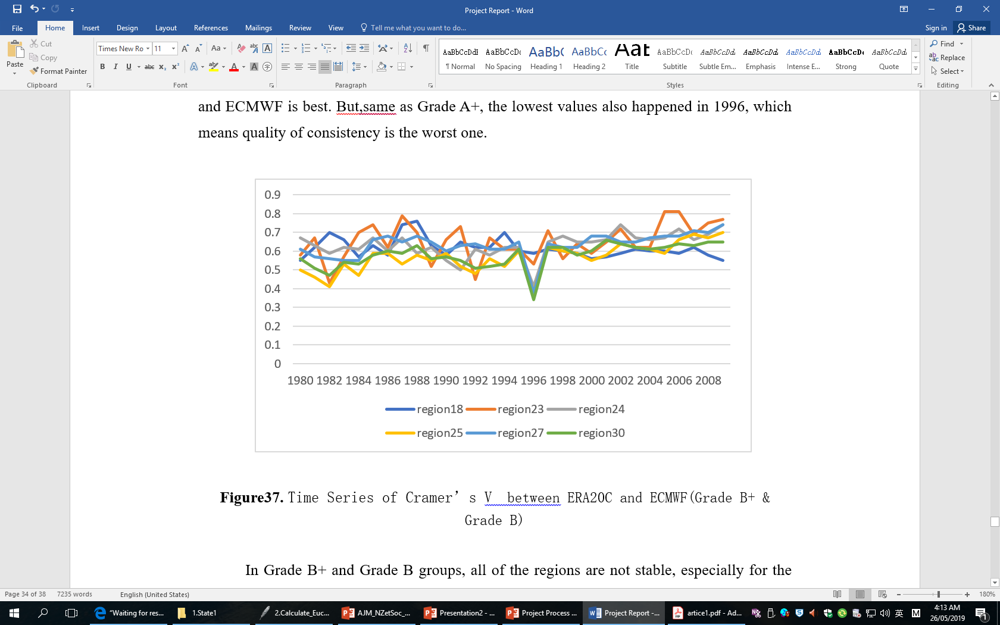 Project Report - Word
File Home Insert Design Layout References Mailings Review View Tell me what you want to do... Sign in Share
Paste Cut Copy Format Painter
Times New Ro 11 Aa
B I U abc x₂ x²
AaBbCcDdI AaBbCcD( AaBb( AaBbC( Aat AaBbCcD( AaBbCcDd AaBbCcDd AaBbCcDd AaBbCcD( AaBbCcDd
¶ Normal No Spacing Heading 1 Heading 2 Title Subtitle Subtle Em... Emphasis Intense E... Strong Quote
Find
Replace
Select
Clipboard Font Paragraph Styles Editing
and ECMWF is best. But,same as Grade A+, the lowest values also happened in 1996, which
means quality of consistency is the worst one.
0.9
0.8
0.7
0.6
0.5
0.4
0.3
0.2
0.1
0
1980 1982 1984 1986 1988 1990 1992 1994 1996 1998 2000 2002 2004 2006 2008
region18 region23 region24
region25 region27 region30
Figure37. Time Series of Cramer’ s V between ERA20C and ECMWF(Grade B+ &
Grade B)
In Grade B+ and Grade B groups, all of the regions are not stable, especially for the
Page 34 of 38 7235 words English (United States) 180%
"Waiting for res... 1.State1 2.Calculate_Euc... AJM_NZetSoc_... Presentation2 - ... Project Process ... Project Report -... artice1.pdf - Ad... 英 M 4:13 AM
26/05/2019 1